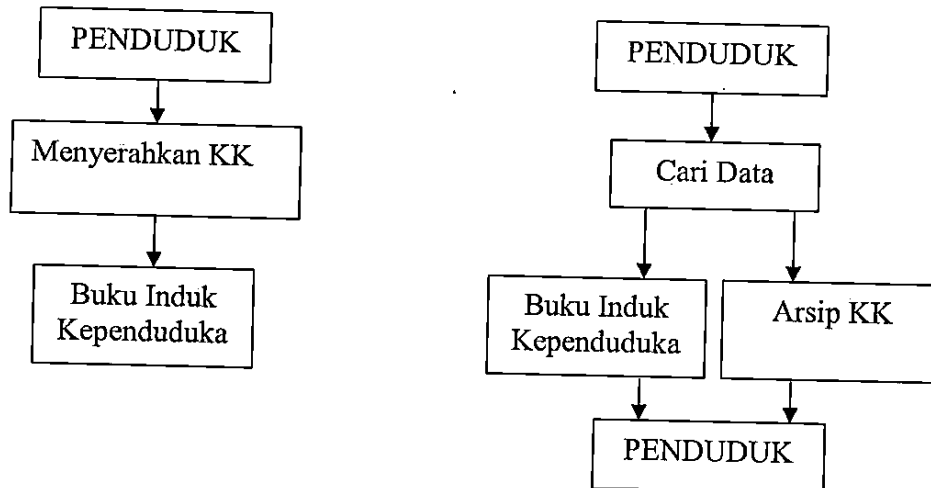 PENDUDUK
Menyerahkan KK
Buku Induk
Kependuduka
PENDUDUK
Cari Data
Buku Induk
Kependuduka
Arsip KK
PENDUDUK